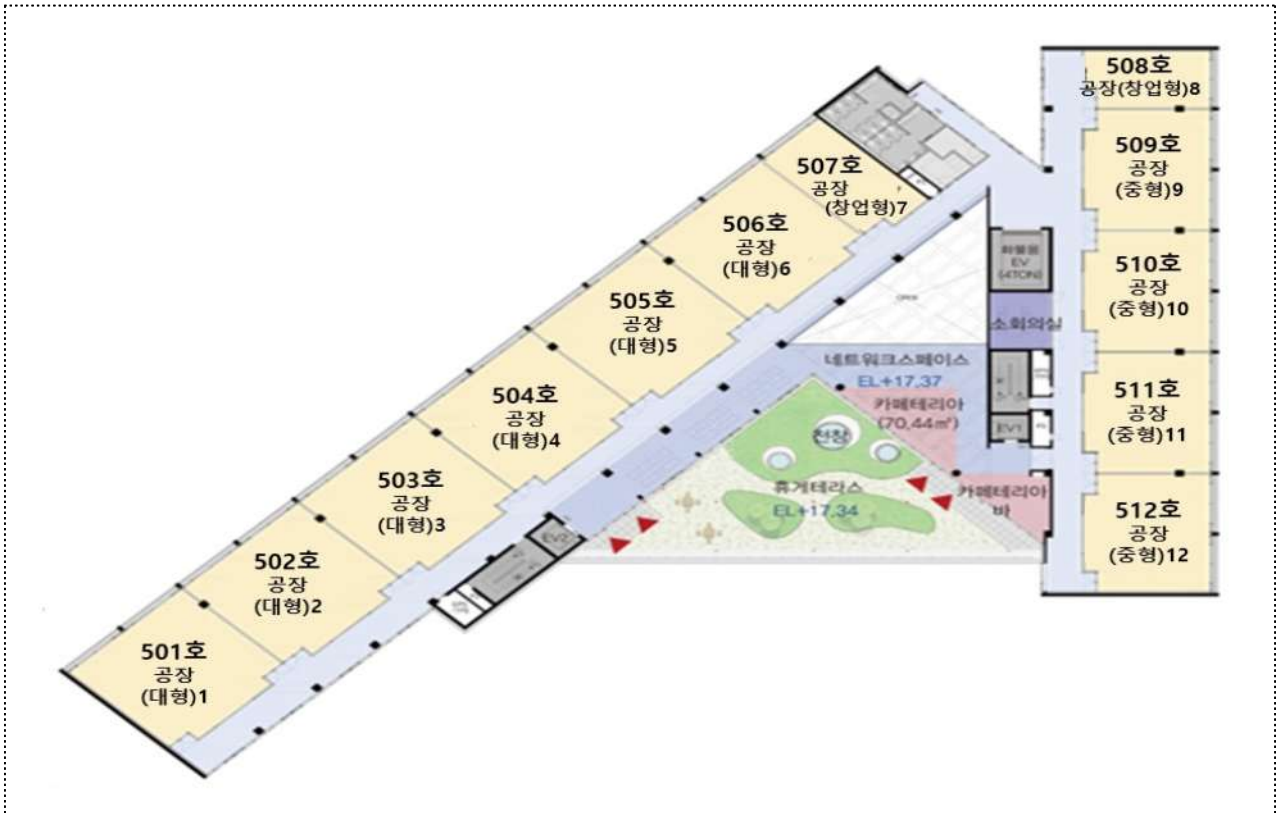 508호
공장(창업형)8
509호
공장
(중형)9
507호
공장
(창업형)7
506호
공장
(대형)6
화물용
EV
(4TON)
510호
공장
(중형)10
505호
공장
(대형)5
OPEN
소회의실
네트워크스페이스
EL+17.37
504호
공장
(대형)4
카페테리아
(70.44㎡)
511호
공장
(중형)11
천창
EV1
503호
공장
(대형)3
휴게테라스
EL+17.34
카페테리아
바
512호
공장
(중형)12
502호
공장
(대형)2
EV2
501호
공장
(대형)1